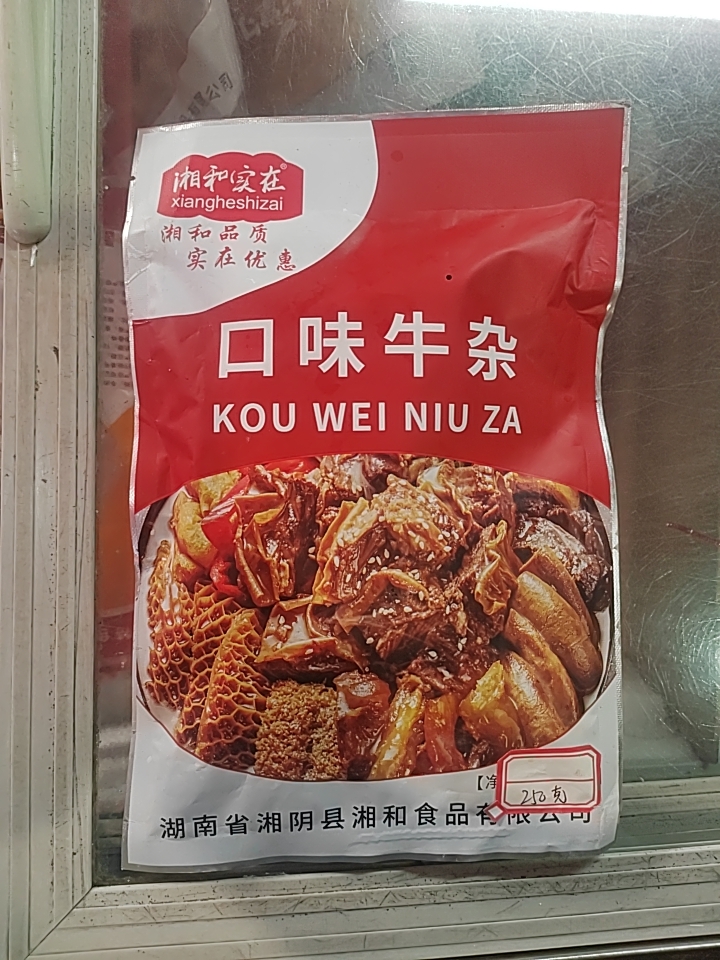 湘和实在®
xiangheshizai
湘和品质
实在优惠
口味牛杂
KOU WEI NIU ZA
【净
250克
湖南省湘阴县湘和食品有限公司